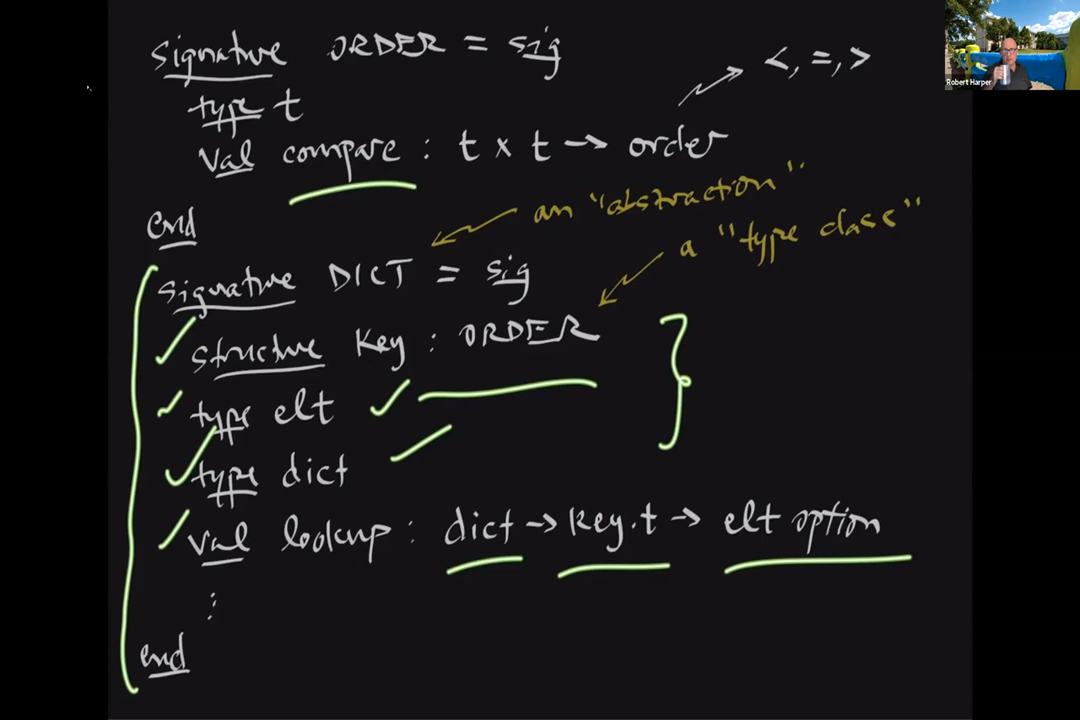 signature ORDER = sig
<, =, >
type t
val compare : t x t → order
an "abstraction"
end
a "type class"
signature DICT = sig
structure Key : ORDER
type elt
type dict
val lookup : dict → key.t → elt option
⋮
end
Robert Harper